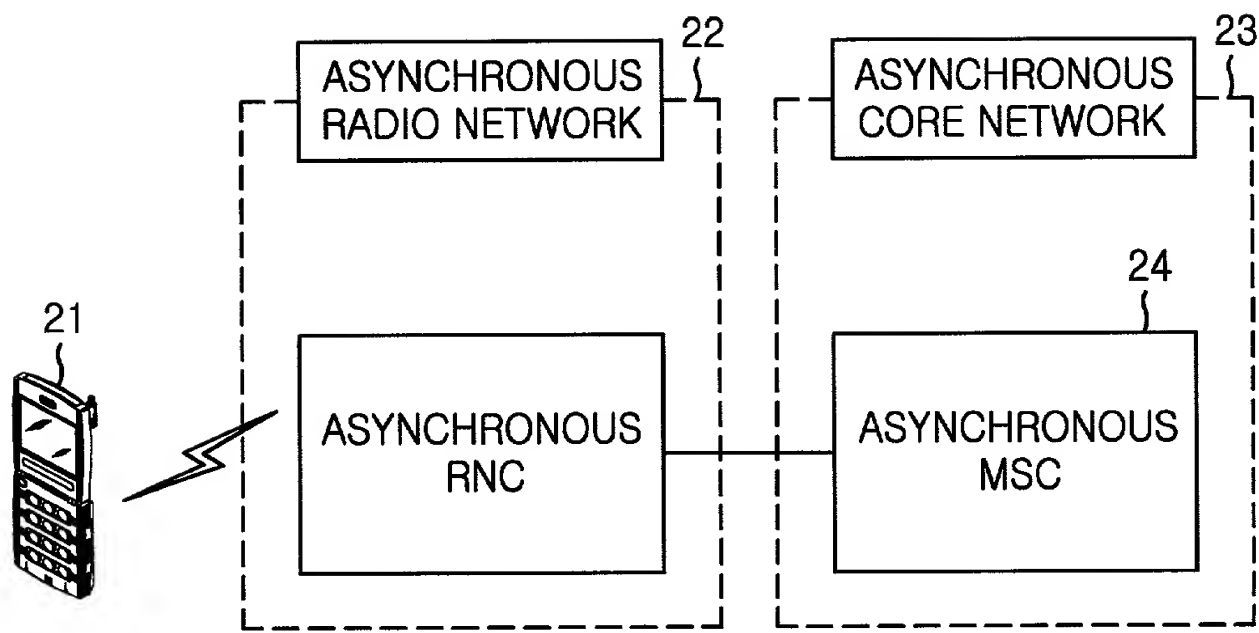 22
23
ASYNCHRONOUS
RADIO NETWORK
ASYNCHRONOUS
CORE NETWORK
24
21
ASYNCHRONOUS
RNC
ASYNCHRONOUS
MSC